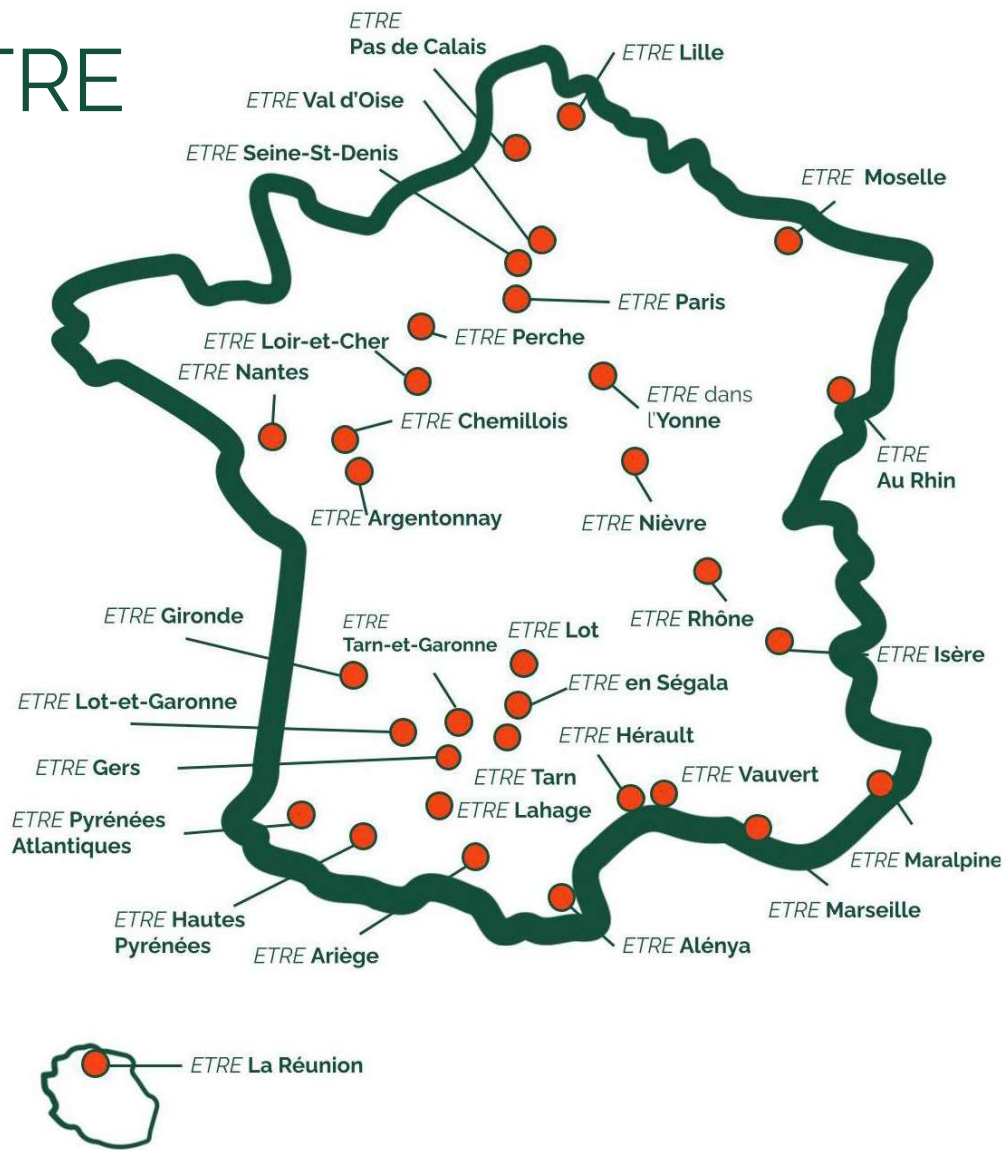 TRE
ETRE
Pas de Calais
ETRE Lille
ETRE Val d'Oise
ETRE Seine-St-Denis
ETRE Moselle
ETRE Paris
ETRE Perche
ETRE Loir-et-Cher
ETRE Nantes
ETRE dans
l'Yonne
ETRE Chemillois
ETRE
Au Rhin
ETRE Argentonnay
ETRE Nièvre
ETRE Gironde
ETRE
Tarn-et-Garonne
ETRE Lot
ETRE Rhône
ETRE Isère
ETRE en Ségala
ETRE Lot-et-Garonne
ETRE Hérault
ETRE Gers
ETRE Tarn
ETRE Vauvert
ETRE Lahage
ETRE Pyrénées
Atlantiques
ETRE Maralpine
ETRE Marseille
ETRE Hautes
Pyrénées
ETRE Ariège
ETRE Alénya
ETRE La Réunion